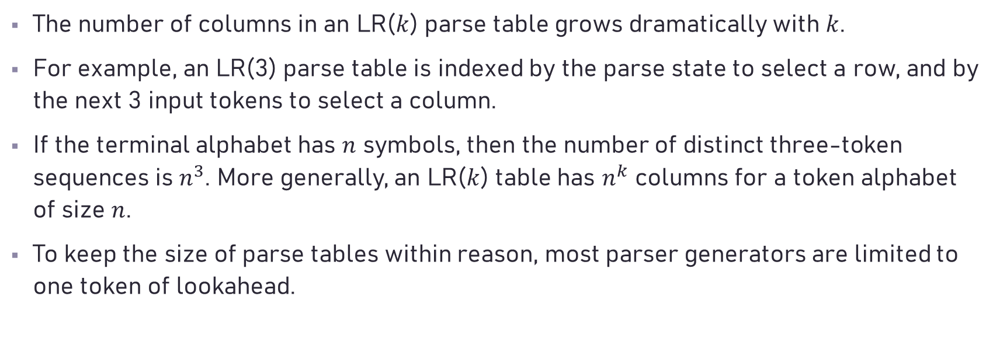 ▪ The number of columns in an LR(k) parse table grows dramatically with k.
▪ For example, an LR(3) parse table is indexed by the parse state to select a row, and by
the next 3 input tokens to select a column.
▪ If the terminal alphabet has n symbols, then the number of distinct three-token
sequences is n³. More generally, an LR(k) table has nᵏ columns for a token alphabet
of size n.
▪ To keep the size of parse tables within reason, most parser generators are limited to
one token of lookahead.